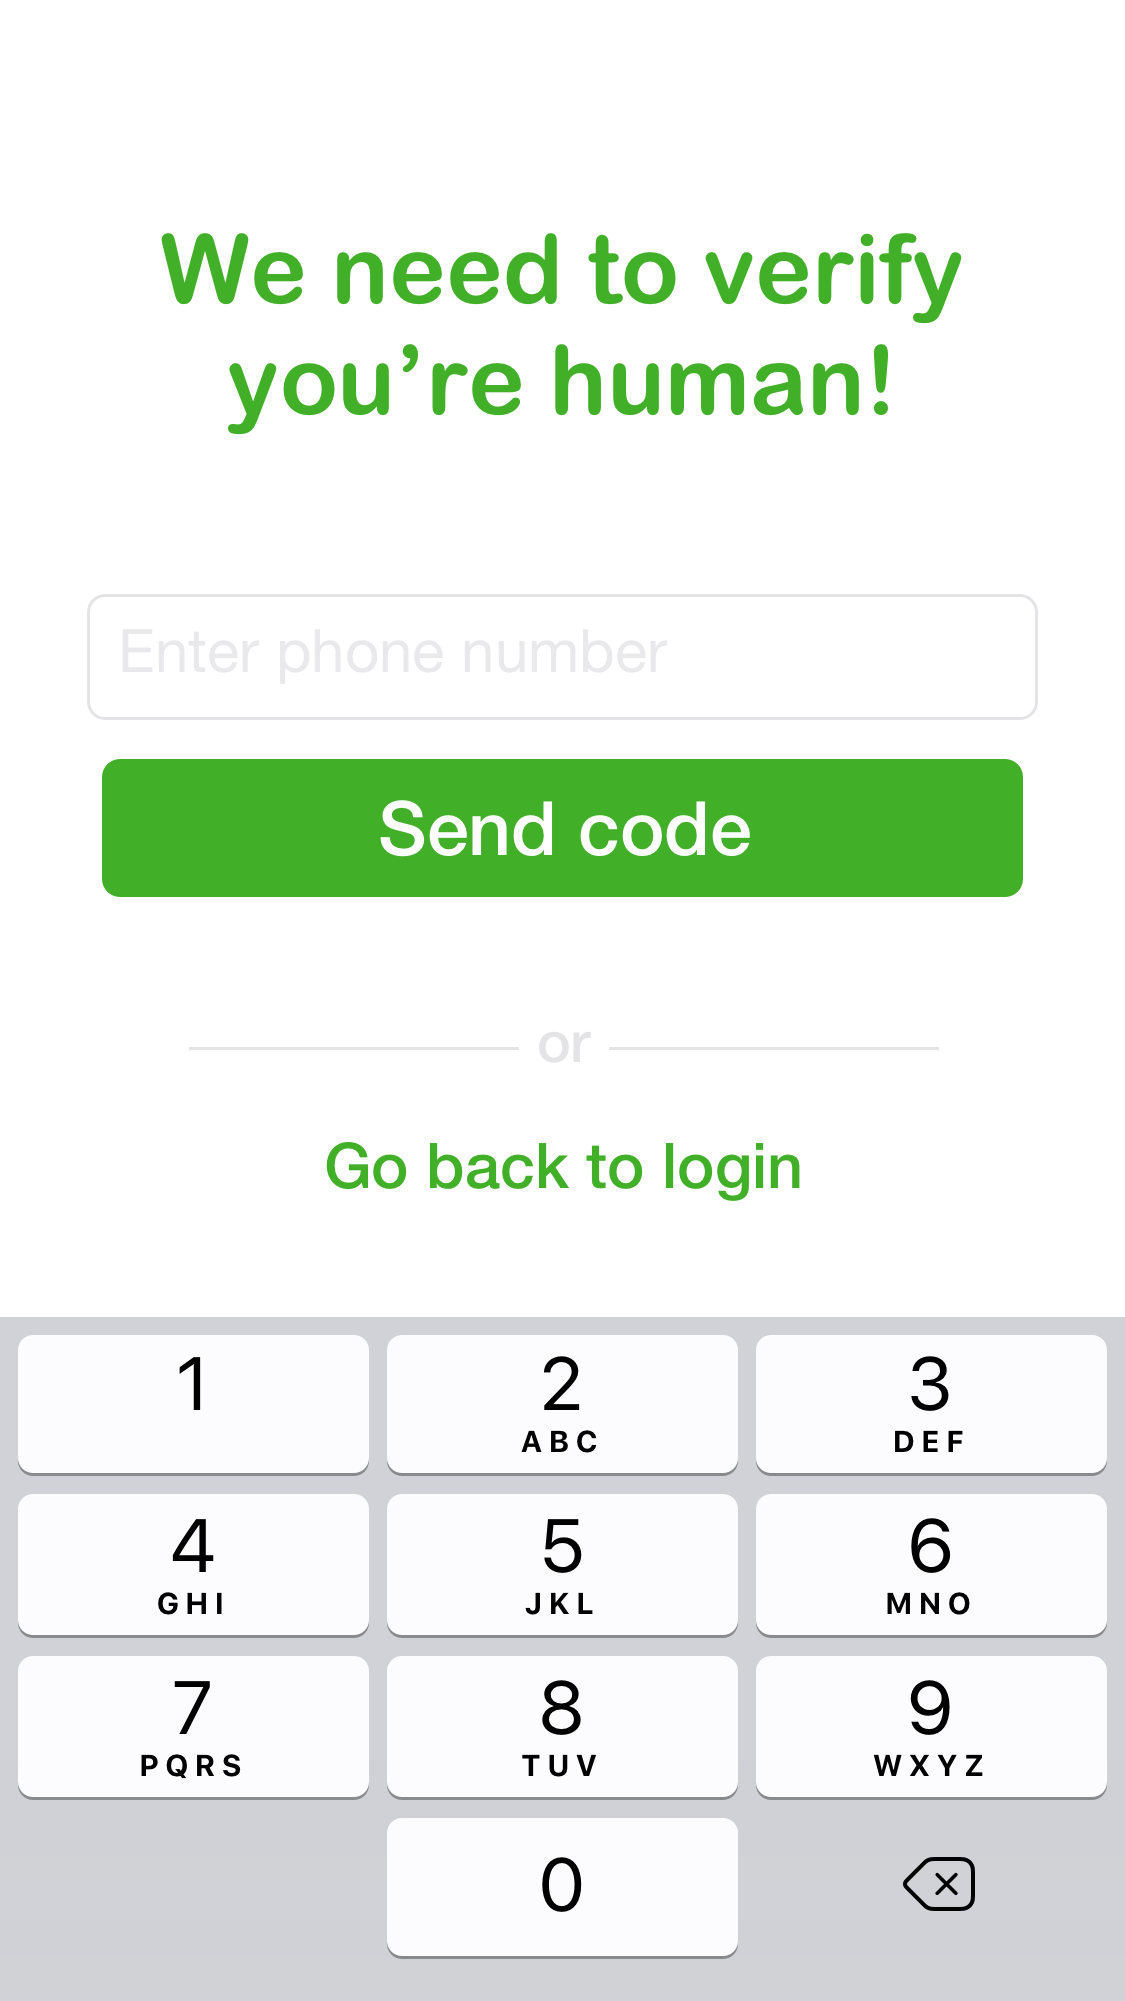 We need to verify
you’re human!
Enter phone number
Send code
or
Go back to login
1
2
ABC
3
DEF
4
GHI
5
JKL
6
MNO
7
PQRS
8
TUV
9
WXYZ
0